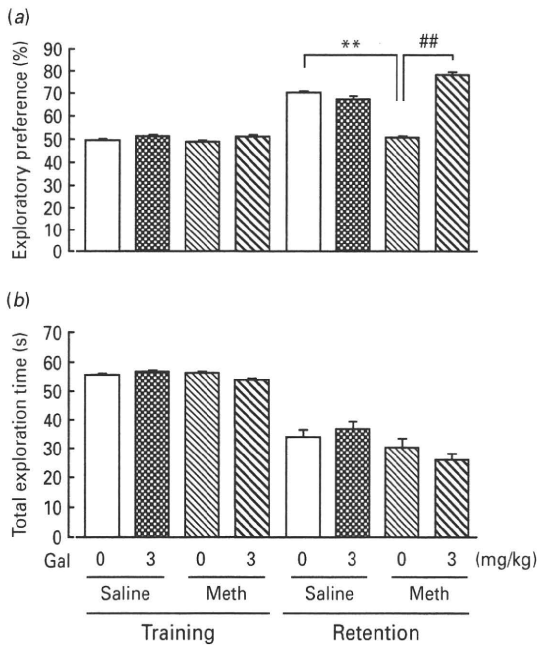 (a)
** ##
Exploratory preference (%)
90
80
70
60
50
40
30
20
10
0
(b)
Total exploration time (s)
70
60
50
40
30
20
10
0
Gal 0 3 0 3 0 3 0 3 (mg/kg)
Saline Meth Saline Meth
Training Retention